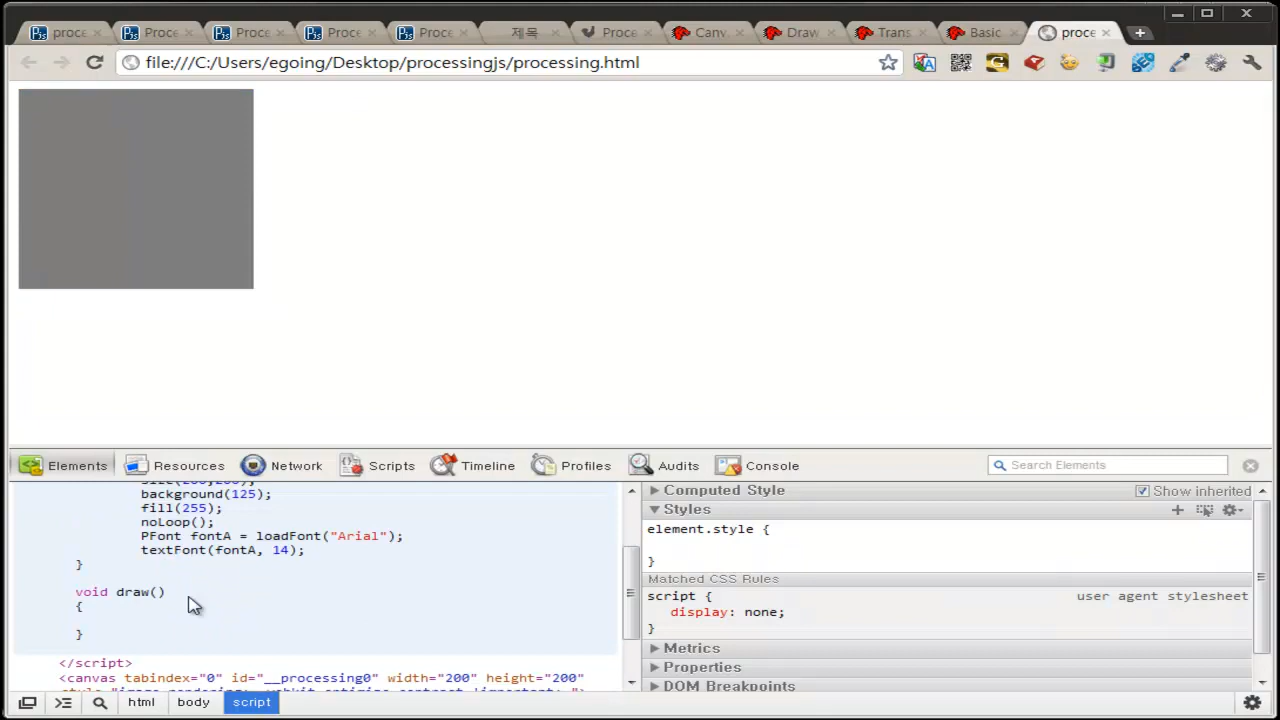 proce
Proce
Proce
Proce
Proce
제목
Proce
Canv
Draw
Trans
Basic
proce
file:///C:/Users/egoing/Desktop/processingjs/processing.html
Elements
Resources
Network
Scripts
Timeline
Profiles
Audits
Console
Search Elements
background(125);
fill(255);
noLoop();
PFont fontA = loadFont("Arial");
textFont(fontA, 14);
}
void draw()
{
}
</script>
<canvas tabindex="0" id="__processing0" width="200" height="200"
Computed Style
Show inherited
Styles
element.style {
}
Matched CSS Rules
script {
user agent stylesheet
display: none;
}
Metrics
Properties
DOM Breakpoints
html
body
script